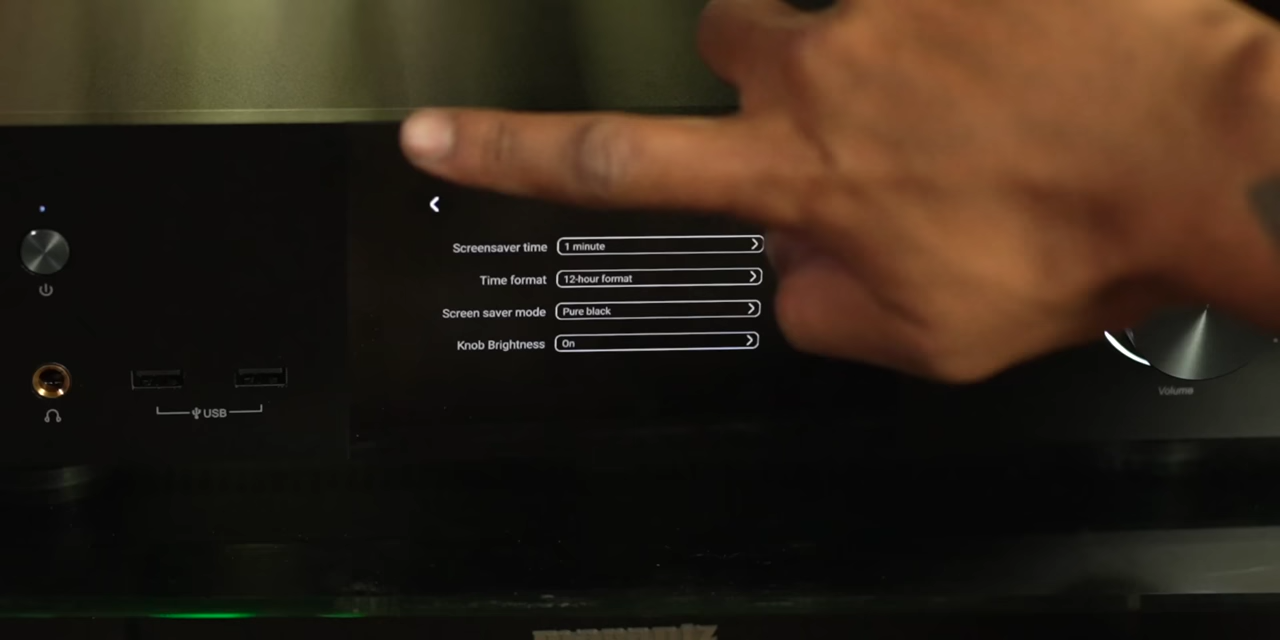 Screensaver time 1 minute
Time format 12-hour format
Screen saver mode Pure black
Knob Brightness On
USB
Volume